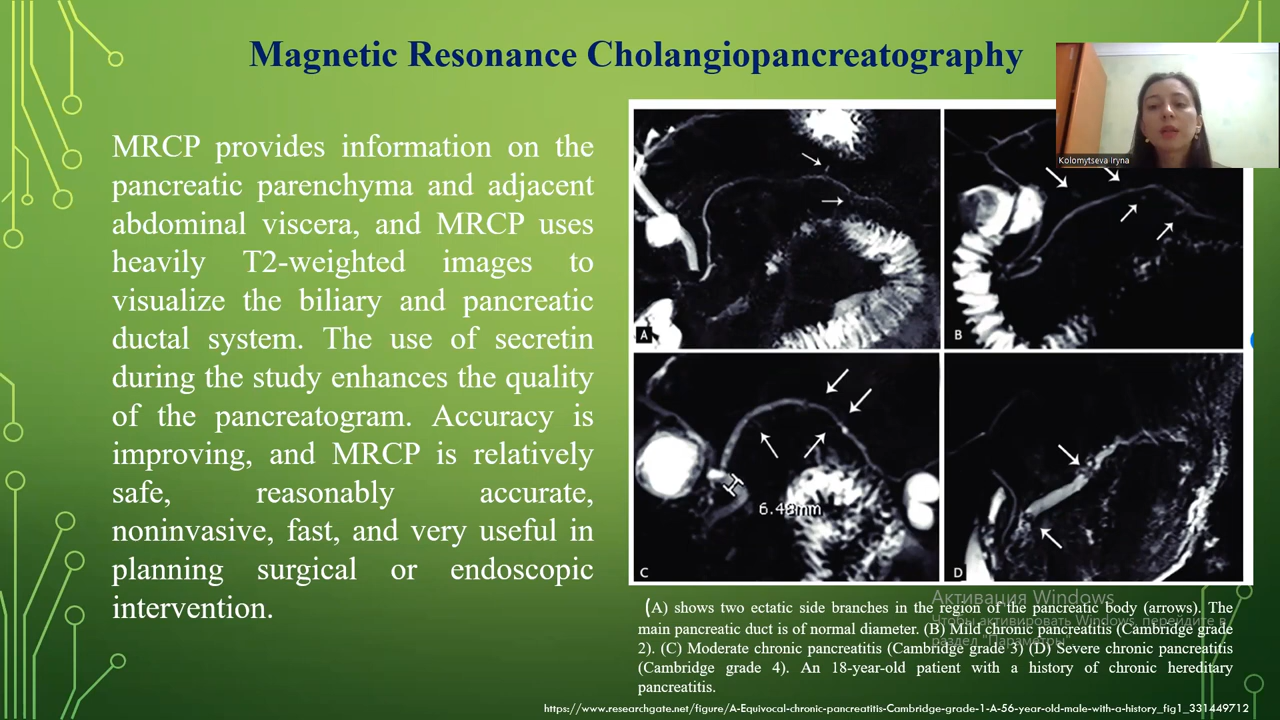 Magnetic Resonance Cholangiopancreatography
Kolomytseva Iryna
MRCP provides information on the
pancreatic parenchyma and adjacent
abdominal viscera, and MRCP uses
heavily T2-weighted images to
visualize the biliary and pancreatic
ductal system. The use of secretin
during the study enhances the quality
of the pancreatogram. Accuracy is
improving, and MRCP is relatively
safe, reasonably accurate,
noninvasive, fast, and very useful in
planning surgical or endoscopic
intervention.
A
B
6.48mm
C
D
(A) shows two ectatic side branches in the region of the pancreatic body (arrows). The
main pancreatic duct is of normal diameter. (B) Mild chronic pancreatitis (Cambridge grade
2). (C) Moderate chronic pancreatitis (Cambridge grade 3) (D) Severe chronic pancreatitis
(Cambridge grade 4). An 18-year-old patient with a history of chronic hereditary
pancreatitis.
Активация Windows
Чтобы активировать Windows, перейдите в
раздел "Параметры".
https://www.researchgate.net/figure/A-Equivocal-chronic-pancreatitis-Cambridge-grade-1-A-56-year-old-male-with-a-history_fig1_331449712